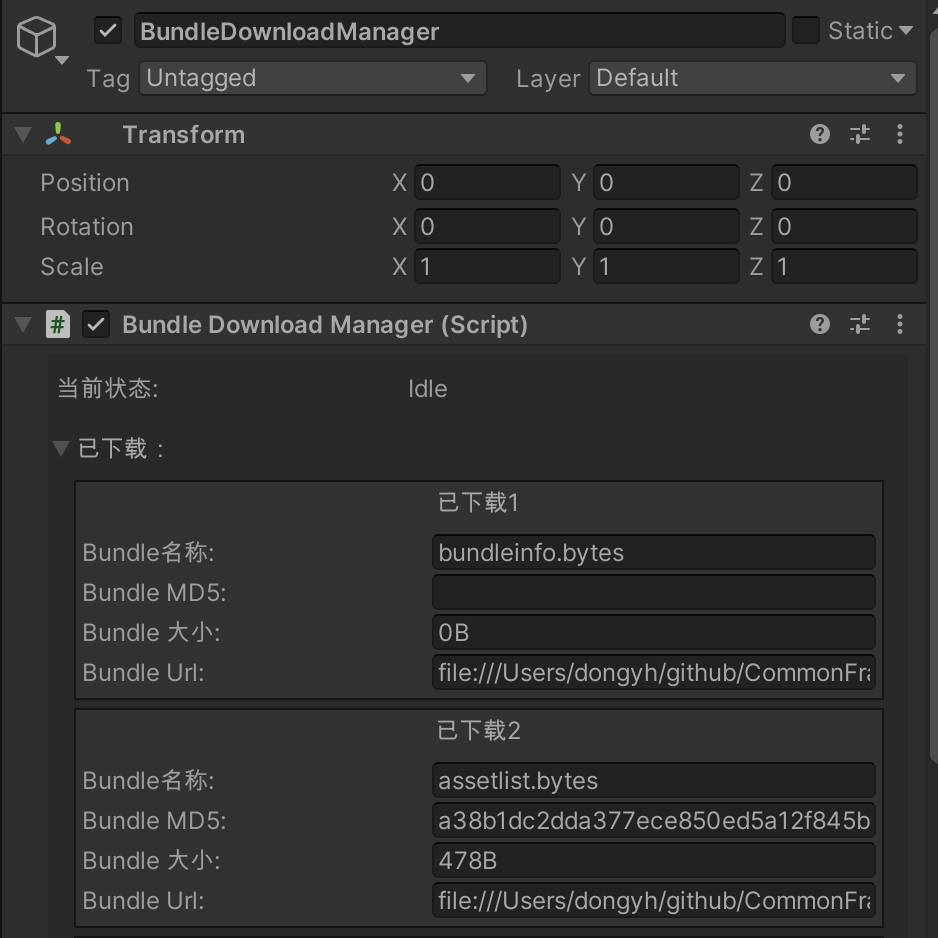 BundleDownloadManager Static
Tag Untagged Layer Default
Transform
Position X 0 Y 0 Z 0
Rotation X 0 Y 0 Z 0
Scale X 1 Y 1 Z 1
# Bundle Download Manager (Script)
当前状态: Idle
已下载：
已下载1
Bundle名称: bundleinfo.bytes
Bundle MD5:
Bundle 大小: 0B
Bundle Url: file:///Users/dongyh/github/CommonFra
已下载2
Bundle名称: assetlist.bytes
Bundle MD5: a38b1dc2dda377ece850ed5a12f845b
Bundle 大小: 478B
Bundle Url: file:///Users/dongyh/github/CommonFra